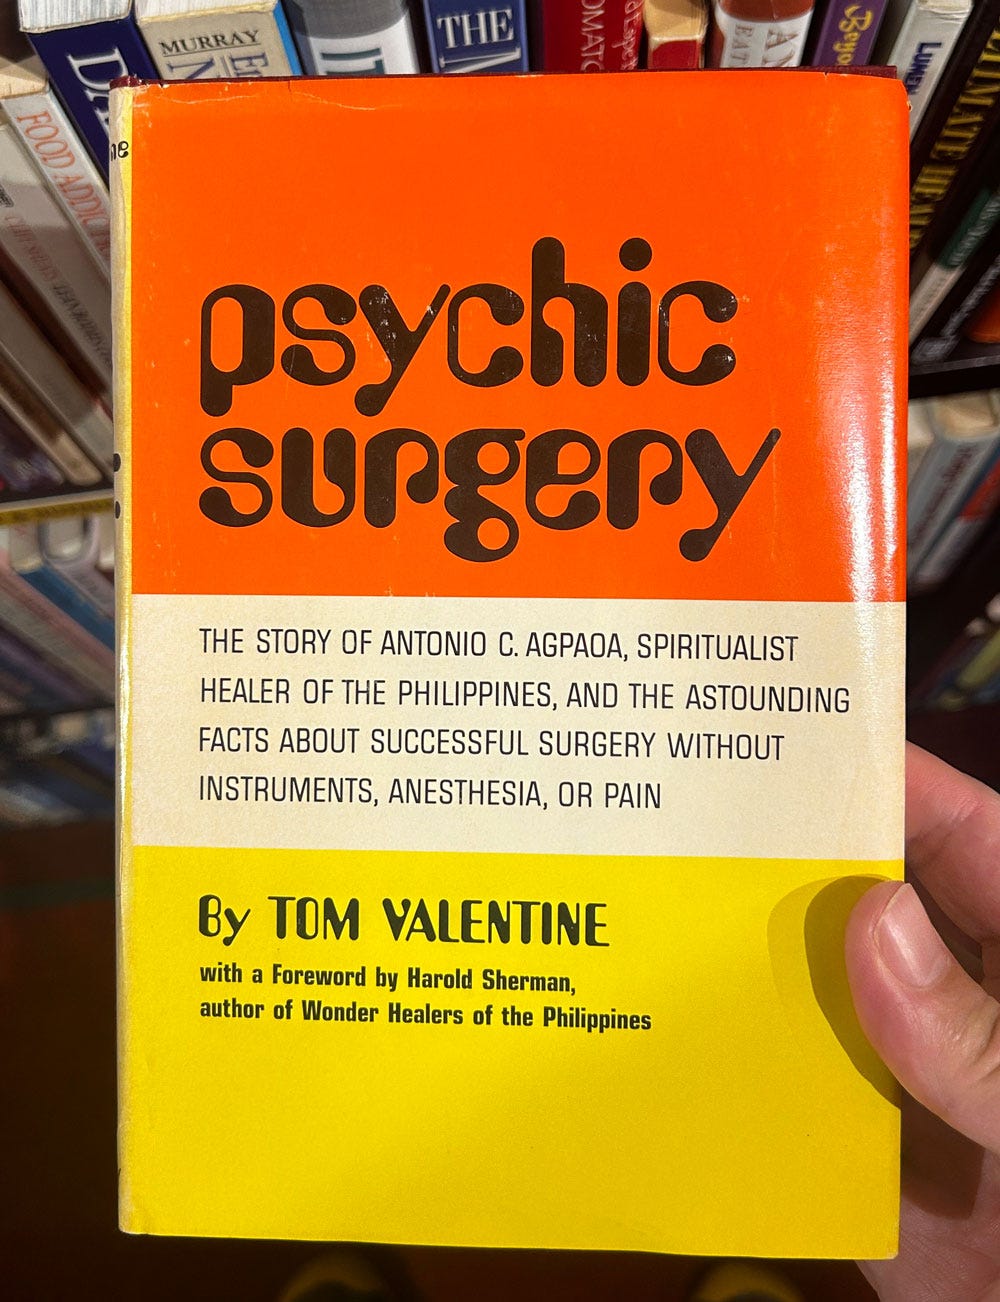 MURRAY
THE
FOOD ADDIC
ne
psychic
surgery
THE STORY OF ANTONIO C. AGPAOA, SPIRITUALIST
HEALER OF THE PHILIPPINES, AND THE ASTOUNDING
FACTS ABOUT SUCCESSFUL SURGERY WITHOUT
INSTRUMENTS, ANESTHESIA, OR PAIN
By TOM VALENTINE
with a Foreword by Harold Sherman,
author of Wonder Healers of the Philippines